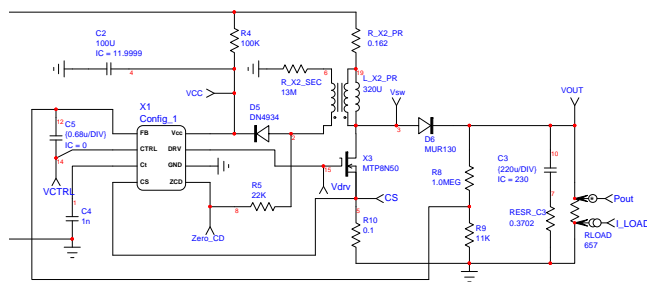 C2
100U
IC = 11.9999
4
R4
100K
R_X2_PR
0.162
6
19
R_X2_SEC
13M
L_X2_PR
320U
VCC
Vsw
VOUT
X1
Config_1
D5
DN4934
2
3
D6
MUR130
12
C5
(0.68u/DIV)
IC = 0
14
VCTRL
FB
CTRL
Ct
CS
Vcc
DRV
GND
ZCD
X3
MTP8N50
15
Vdrv
R8
1.0MEG
10
C3
(220u/DIV)
IC = 230
7
1
C4
1n
R5
22K
8
Zero_CD
CS
5
R10
0.1
R9
11K
RESR_C3
0.3702
Pout
I_LOAD
RLOAD
657